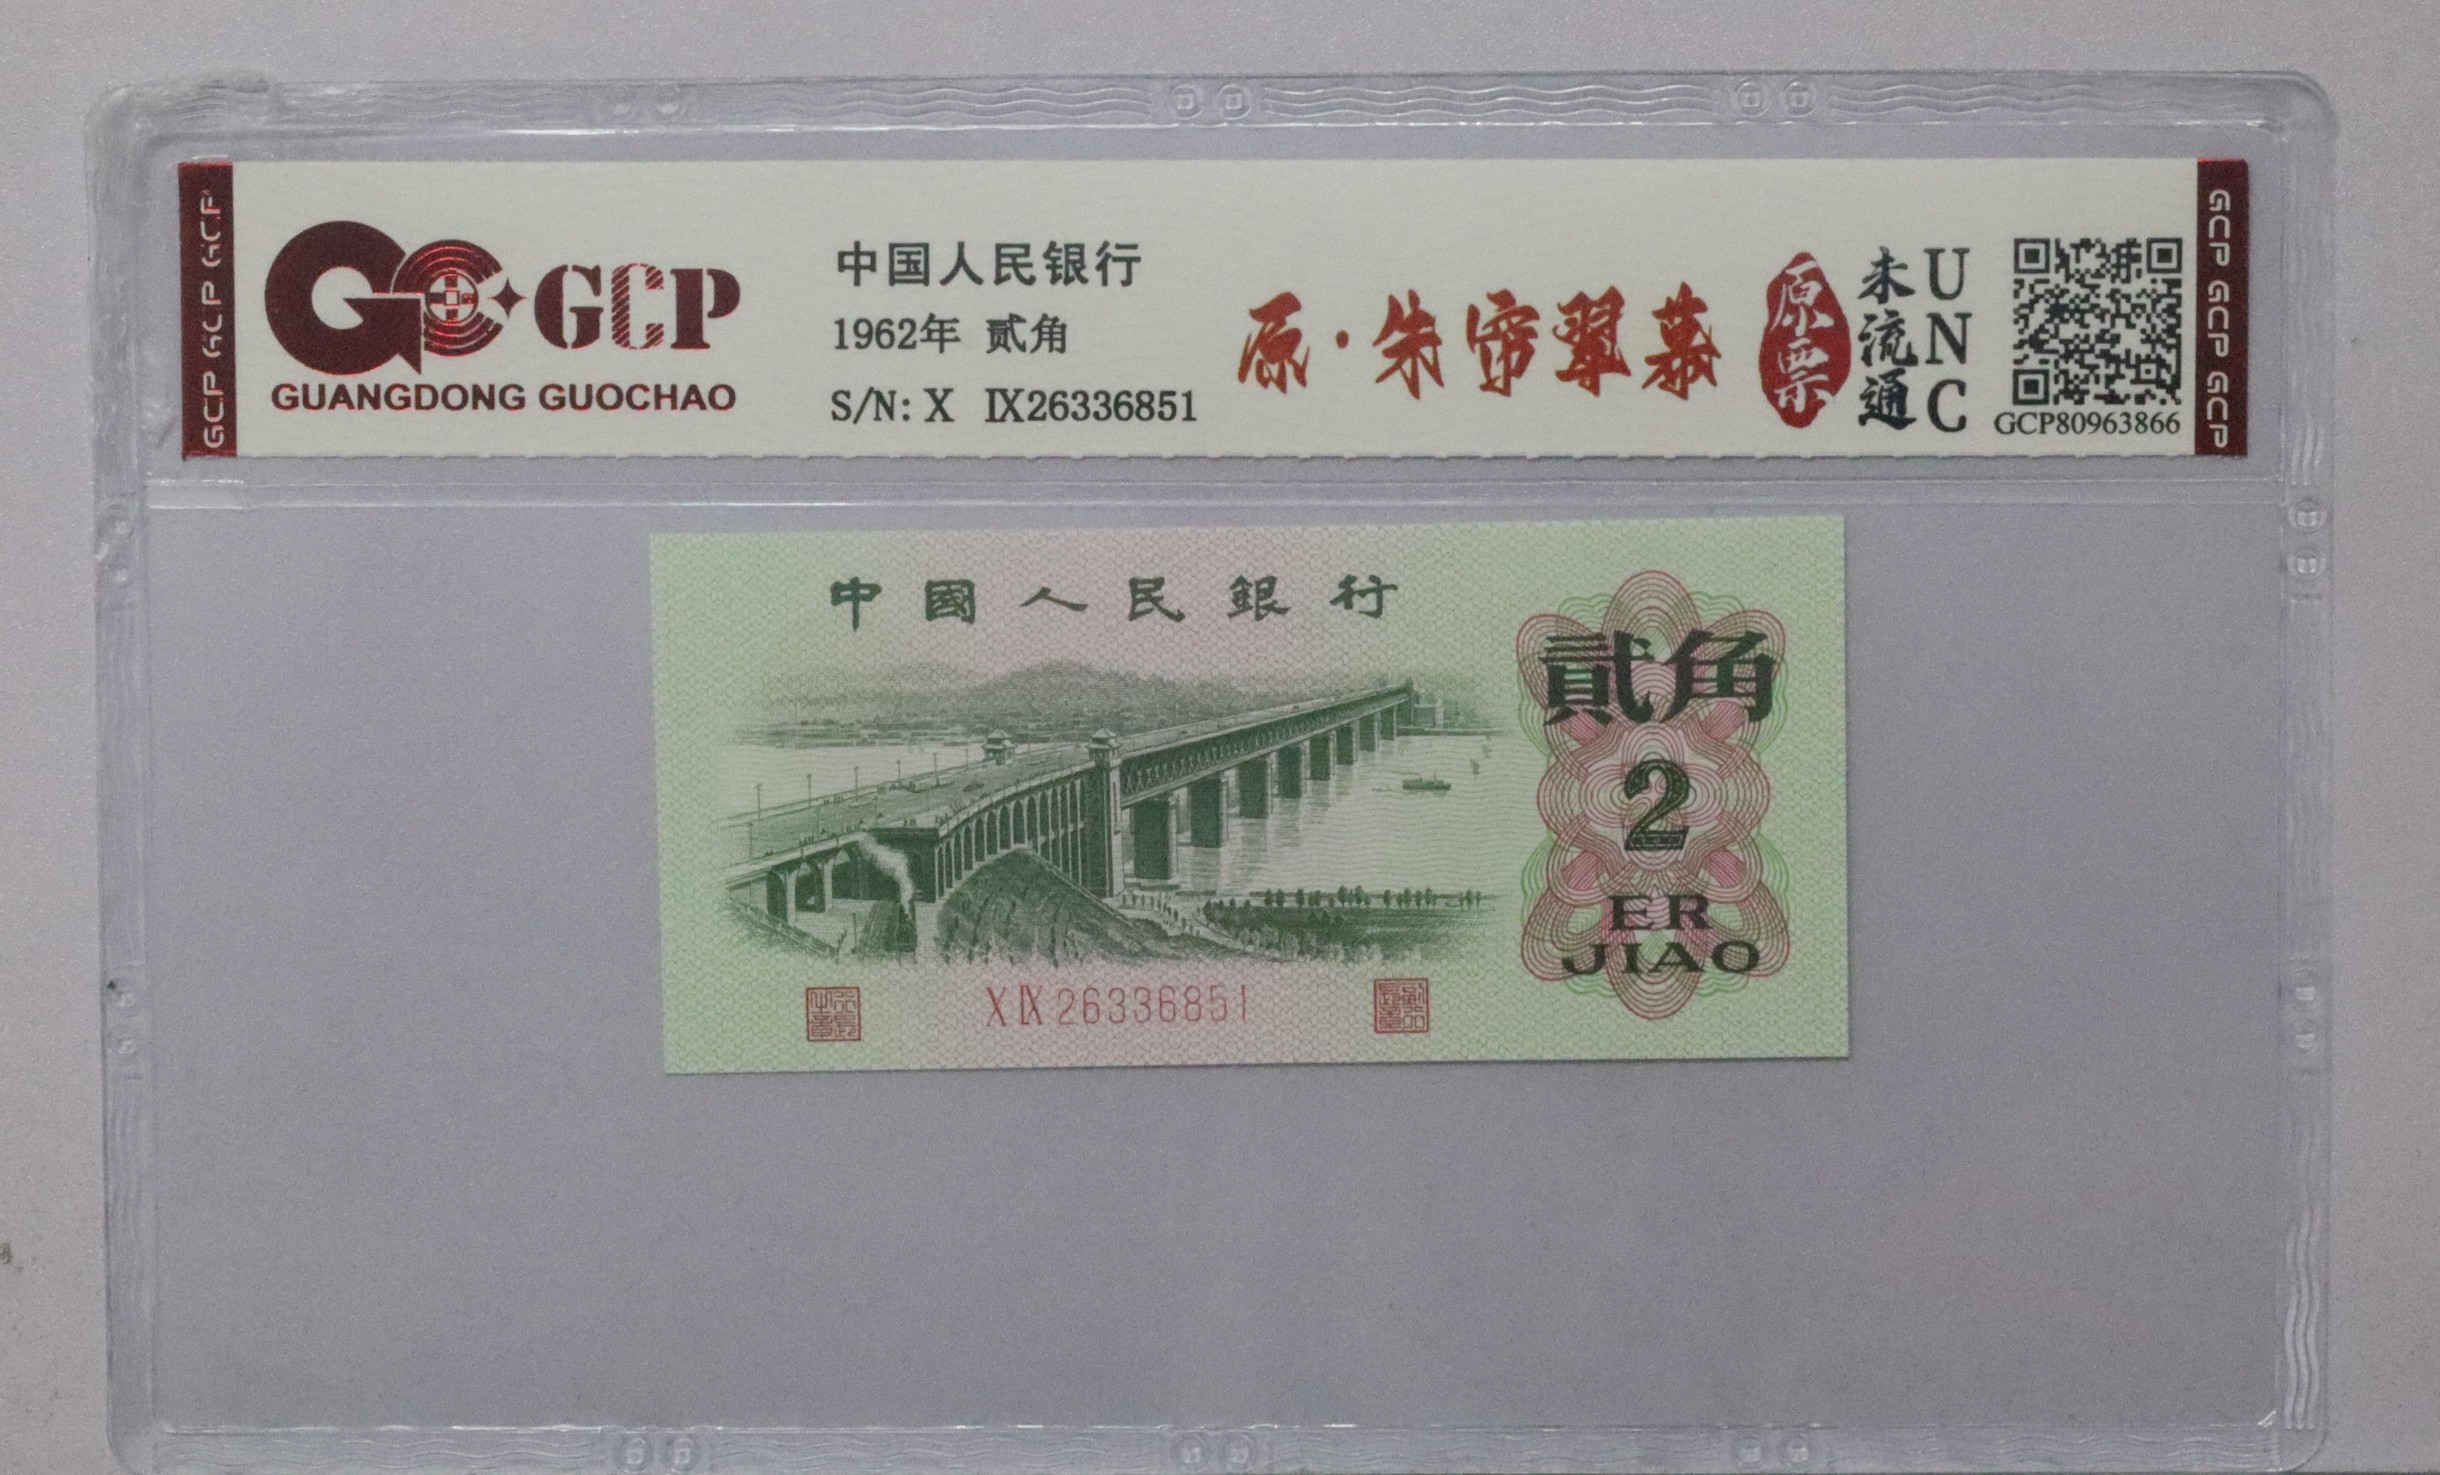 GCP GCP GCP
GCP
GUANGDONG GUOCHAO
中国人民银行
1962年 贰角
S/N: X IX26336851
原·朱帘翠幕
原票
未流通
UNC
GCP80963866
GCP GCP GCP
中國人民銀行
貳角
2
ER
JIAO
X IX 26336851